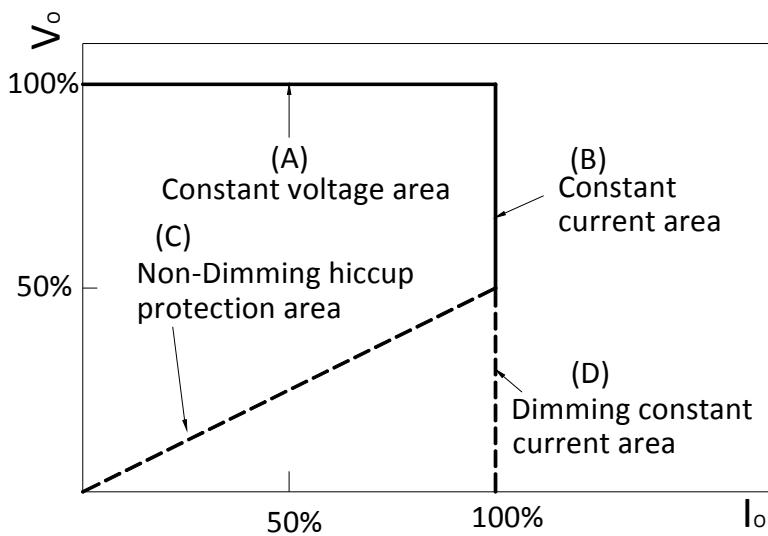 Vo
100%
(A)
Constant voltage area
(B)
Constant
current area
(C)
Non-Dimming hiccup
protection area
50%
(D)
Dimming constant
current area
50%
100%
Io